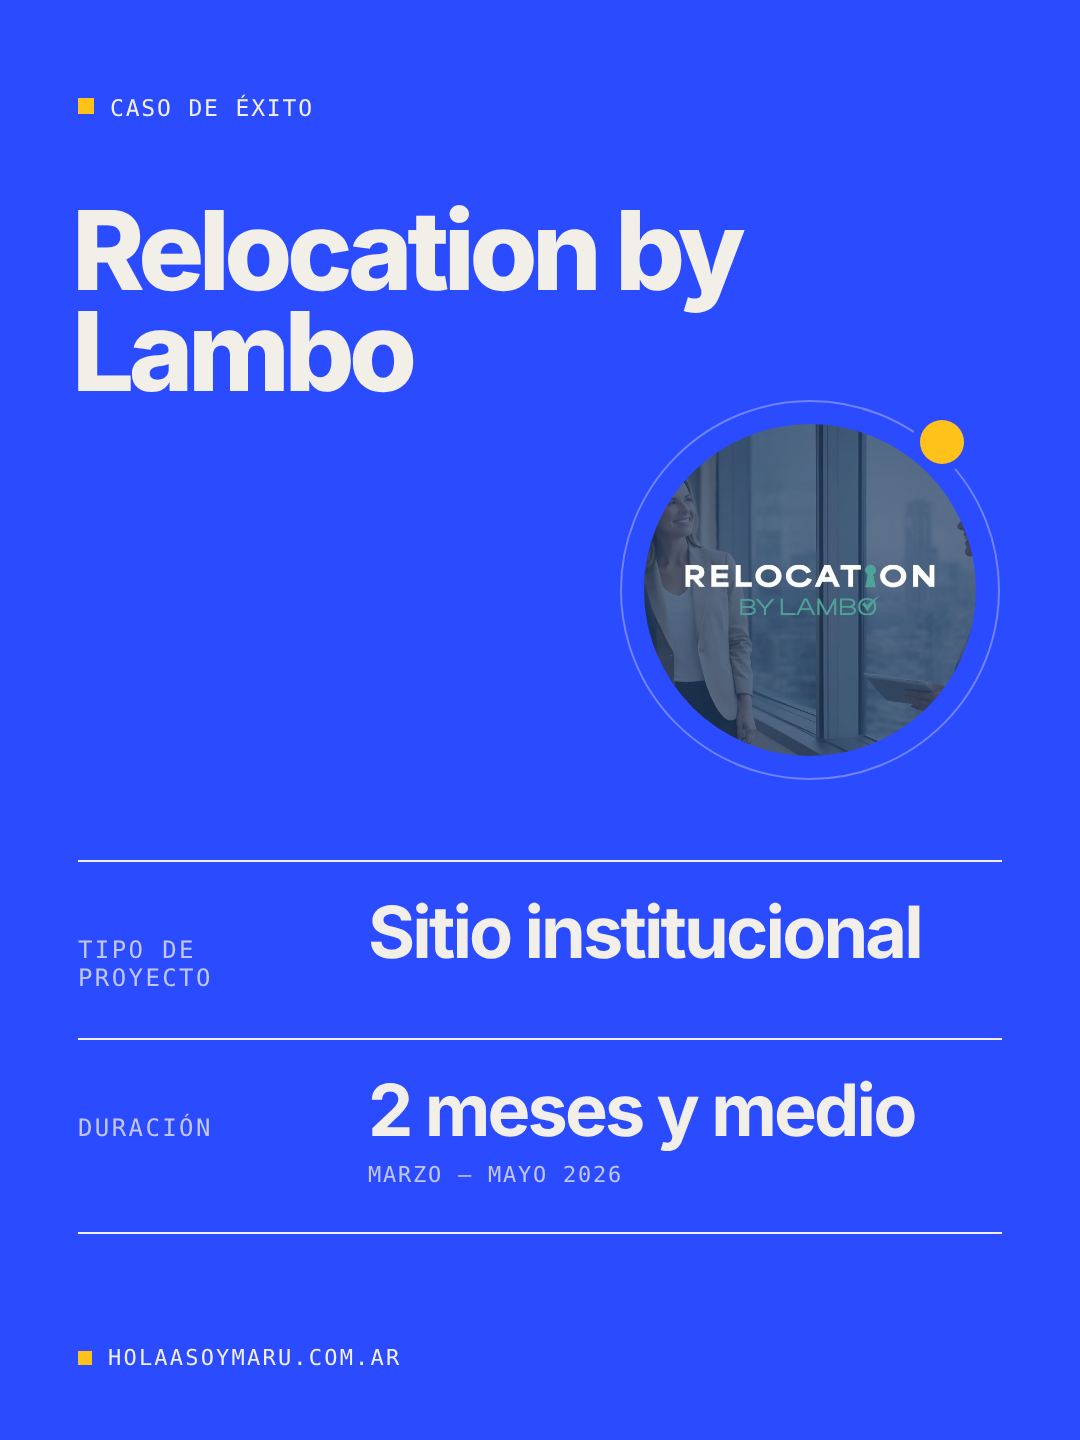 CASO DE ÉXITO
Relocation by
Lambo
RELOCATION
BY LAMBO
Sitio institucional
TIPO DE
PROYECTO
2 meses y medio
DURACIÓN
MARZO — MAYO 2026
HOLAASOYMARU.COM.AR